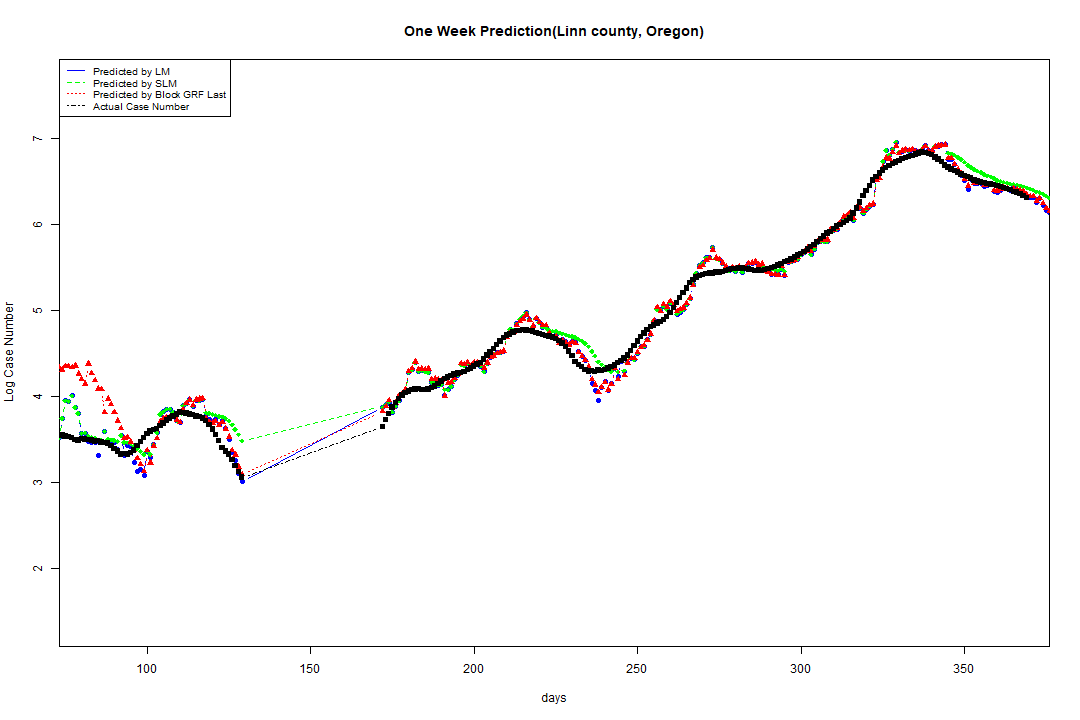 One Week Prediction(Linn county, Oregon)
Predicted by LM
Predicted by SLM
Predicted by Block GRF Last
Actual Case Number
7
6
5
4
3
2
Log Case Number
100 150 200 250 300 350
days